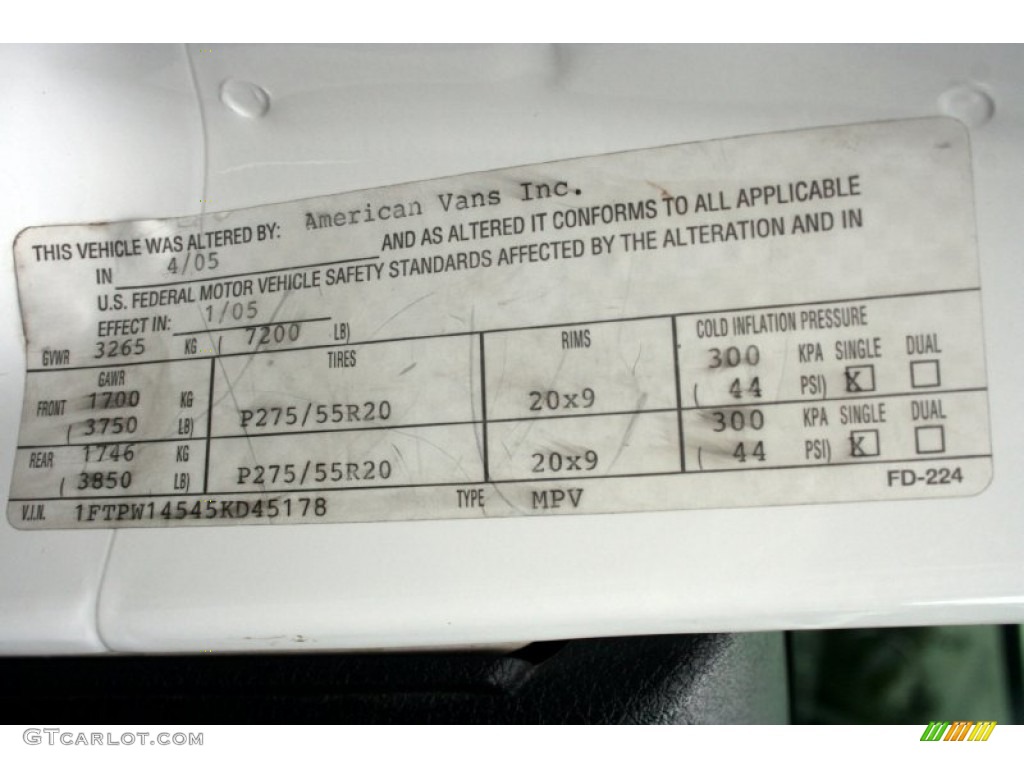 THIS VEHICLE WAS ALTERED BY: American Vans Inc.
IN 4/05 AND AS ALTERED IT CONFORMS TO ALL APPLICABLE
U.S. FEDERAL MOTOR VEHICLE SAFETY STANDARDS AFFECTED BY THE ALTERATION AND IN
EFFECT IN: 1/05
GVWR 3265 KG ( 7200 LB)
GAWR TIRES RIMS COLD INFLATION PRESSURE
FRONT 1700 KG P275/55R20 20x9 300 KPA SINGLE DUAL
( 3750 LB) ( 44 PSI) X
REAR 1746 KG P275/55R20 20x9 300 KPA SINGLE DUAL
( 3850 LB) ( 44 PSI) X
V.I.N. 1FTPW14545KD45178 TYPE MPV FD-224
GTcarlot.com